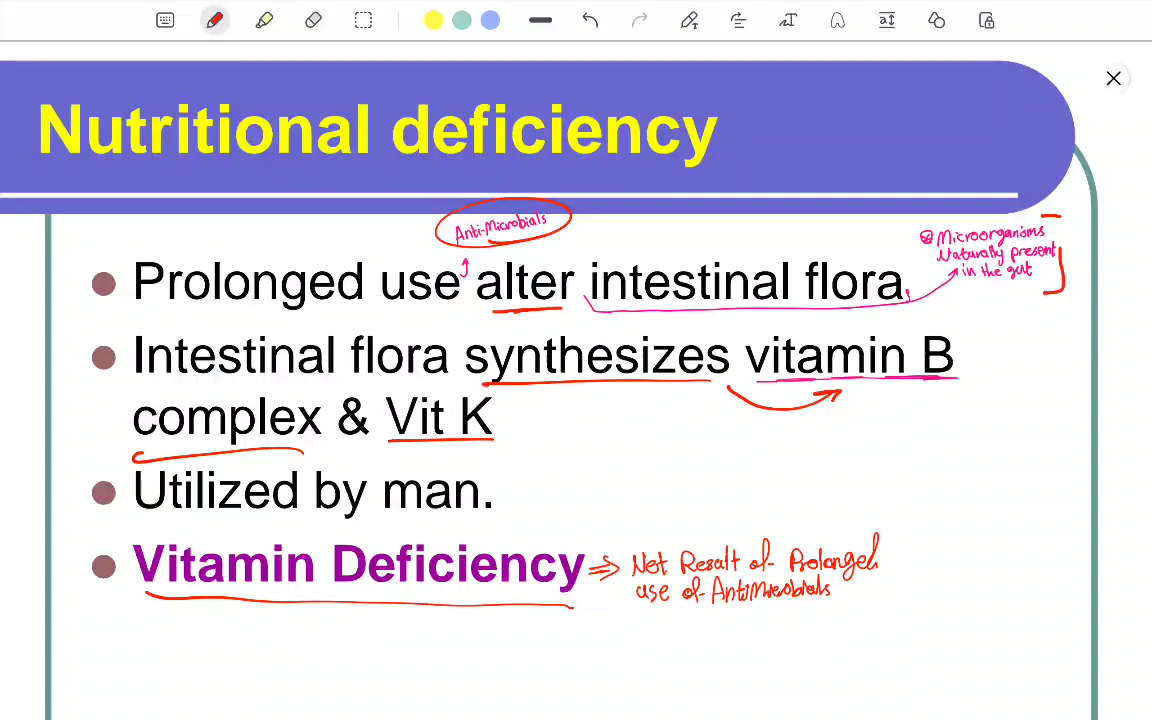 Nutritional deficiency
Anti-Microbials
Microorganisms
Naturally present
in the gut
Prolonged use alter intestinal flora.
Intestinal flora synthesizes vitamin B
complex & Vit K
Utilized by man.
Vitamin Deficiency ⇒ Net Result of Prolonged
use of AntiMicrobials